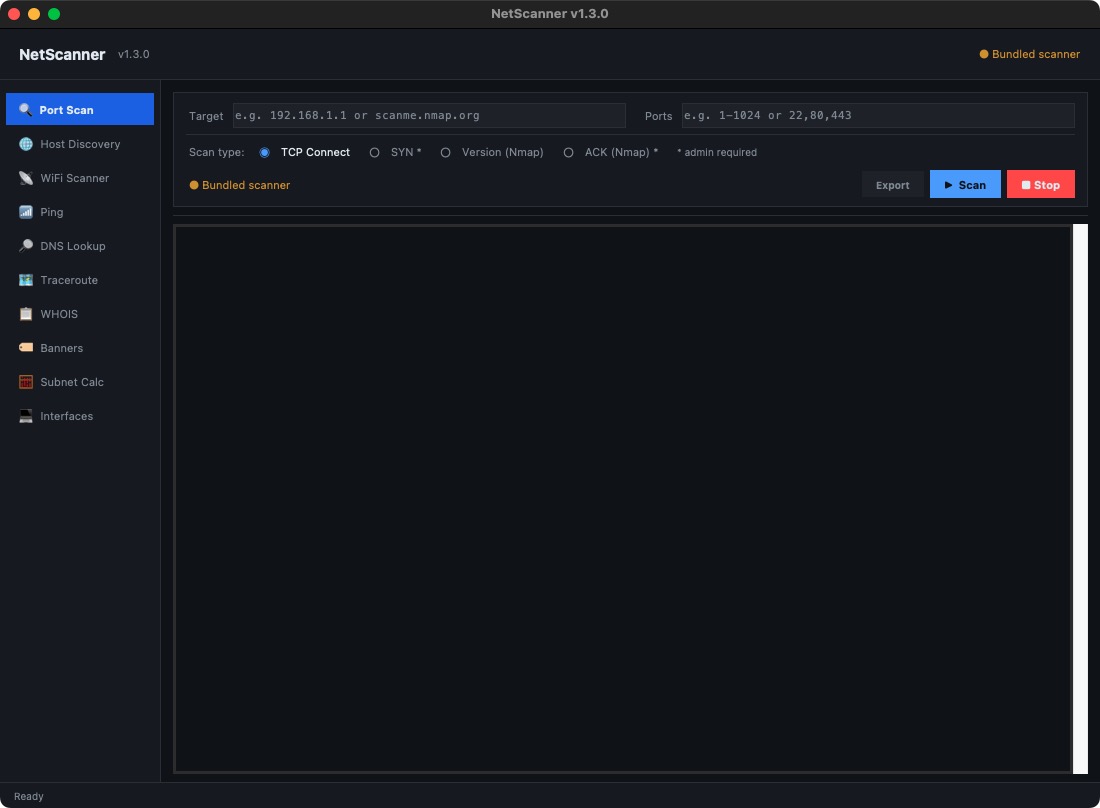 NetScanner v1.3.0
NetScanner v1.3.0 Bundled scanner
Port Scan
Host Discovery
WiFi Scanner
Ping
DNS Lookup
Traceroute
WHOIS
Banners
Subnet Calc
Interfaces
Target e.g. 192.168.1.1 or scanme.nmap.org Ports e.g. 1-1024 or 22,80,443
Scan type: TCP Connect SYN * Version (Nmap) ACK (Nmap) * * admin required
Bundled scanner Export Scan Stop
Ready